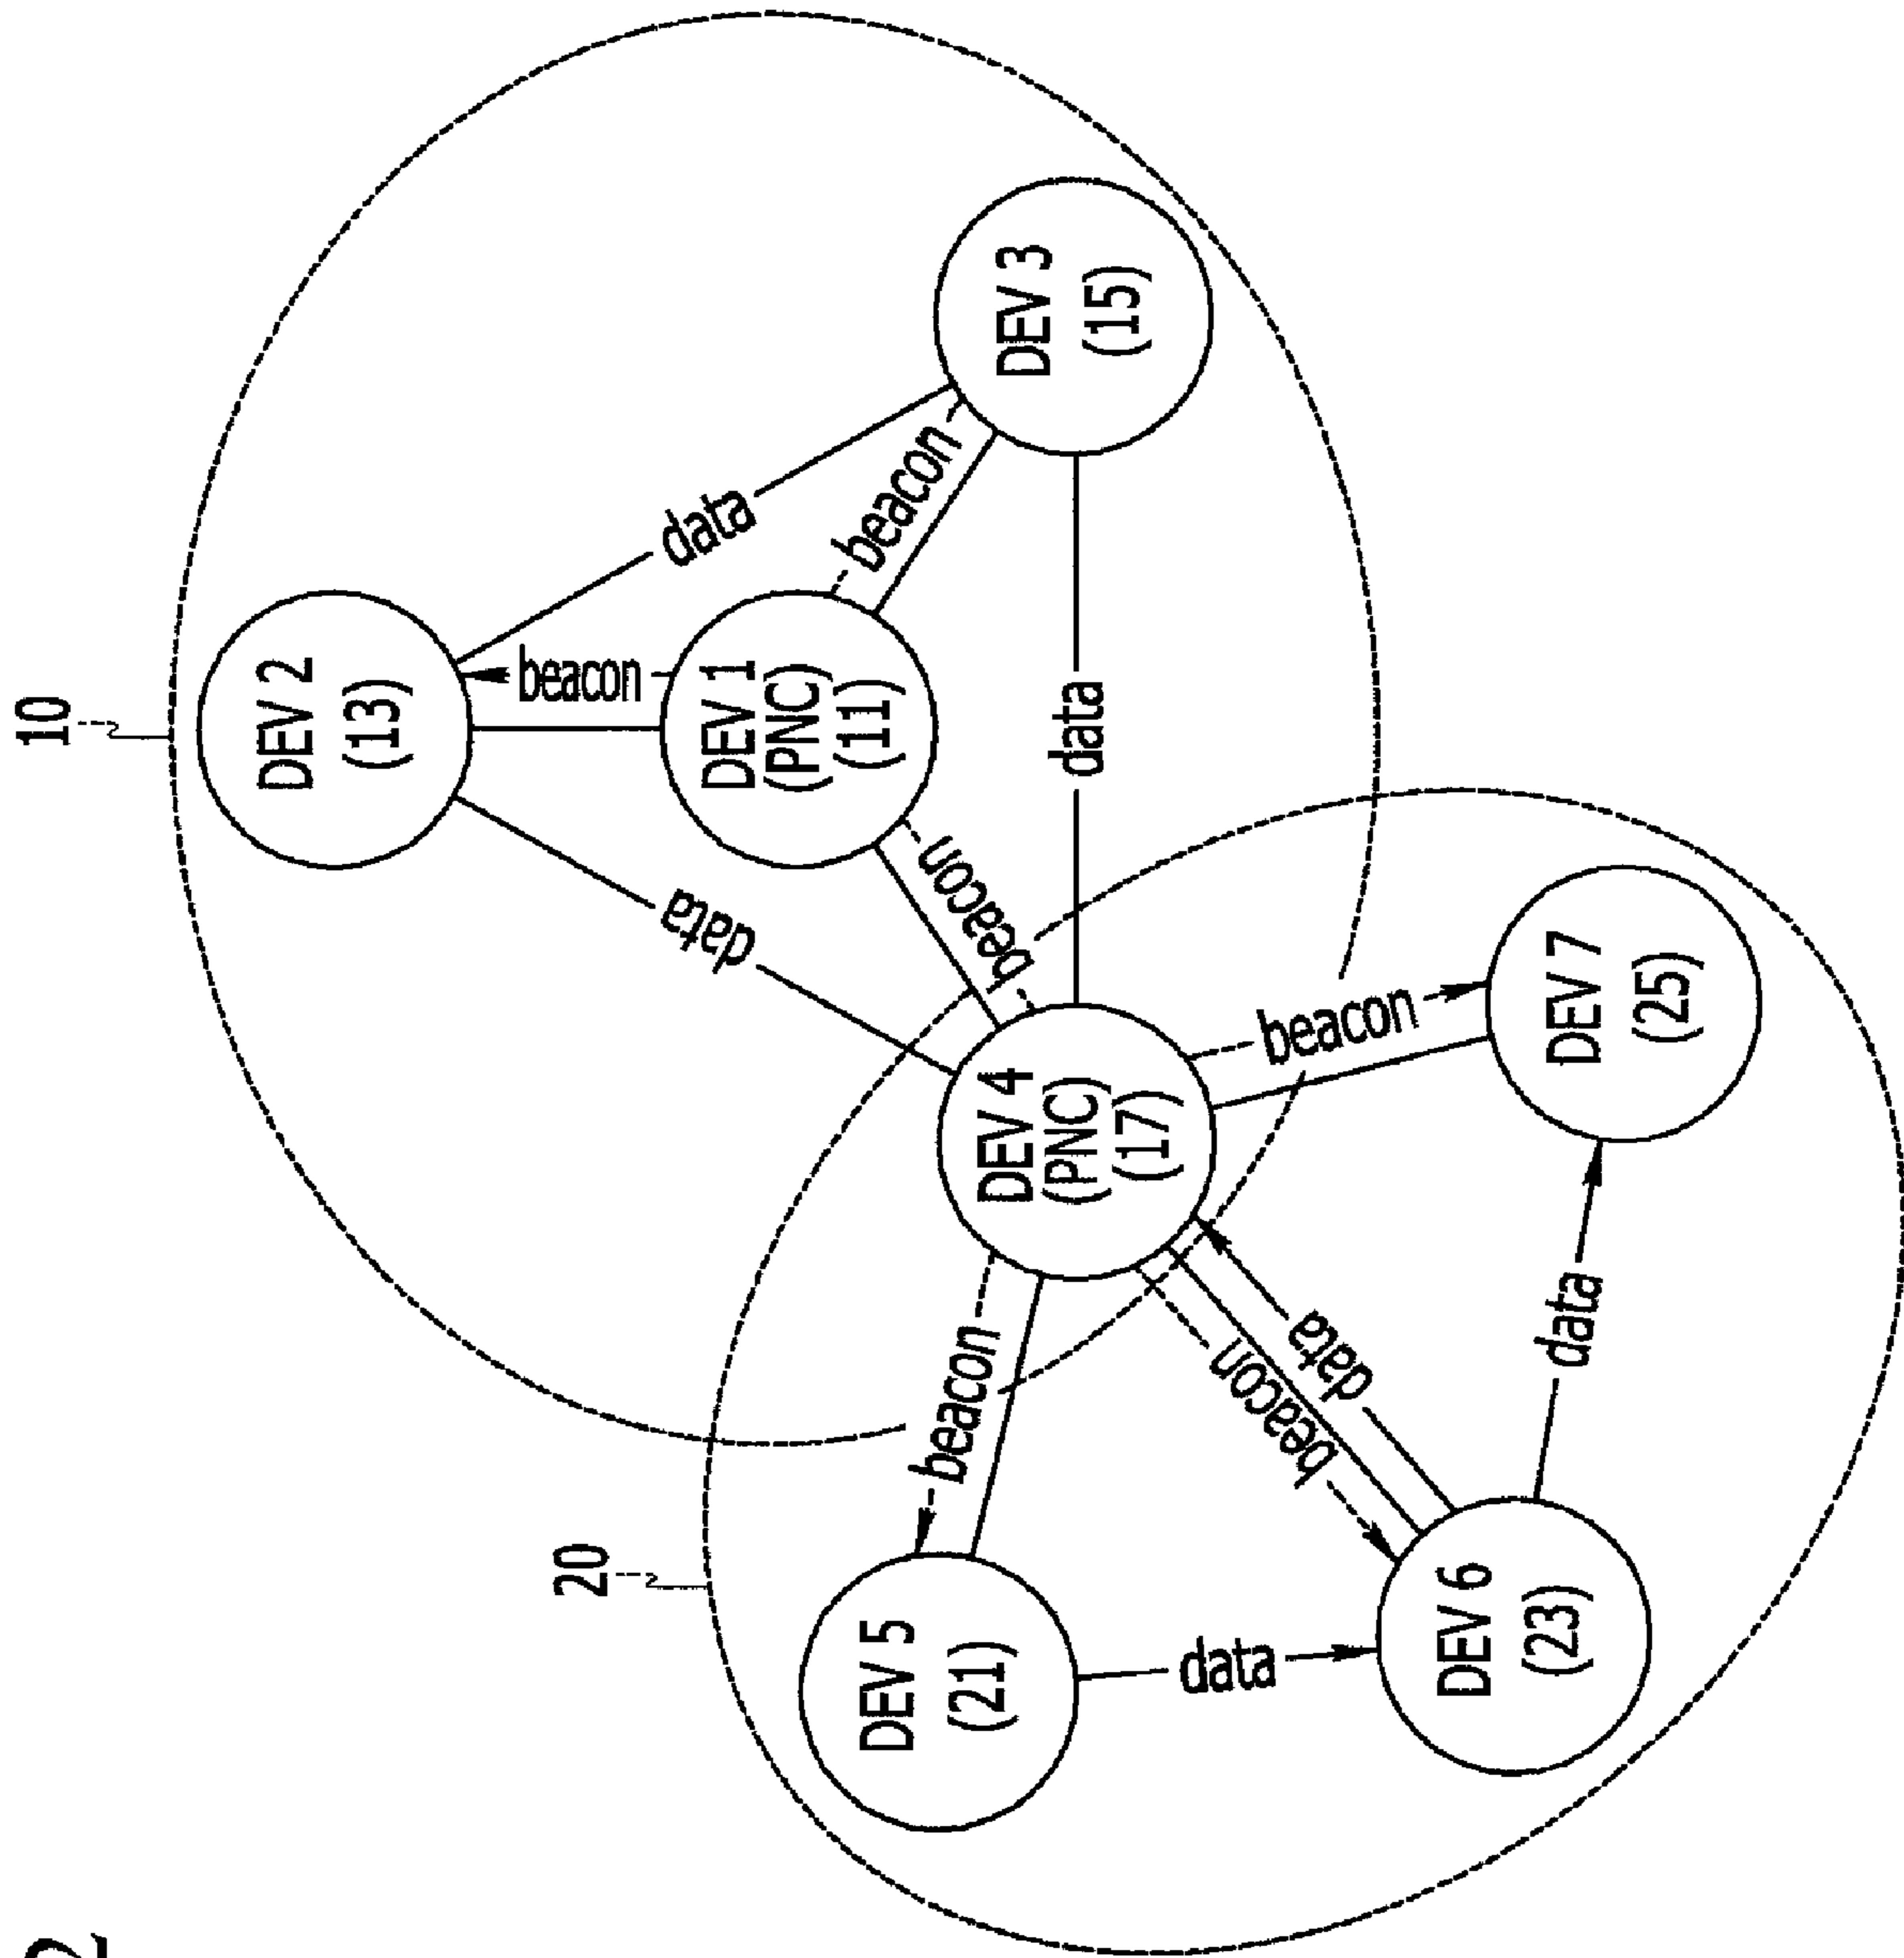 2
10
DEV 2
(13)
20
beacon
data
data
DEV 1
(PNC)
(11)
DEV 5
(21)
beacon
beacon
beacon
DEV 4
(PNC)
(17)
DEV 3
(15)
data
data
beacon
data
beacon
DEV 6
(23)
data
DEV 7
(25)